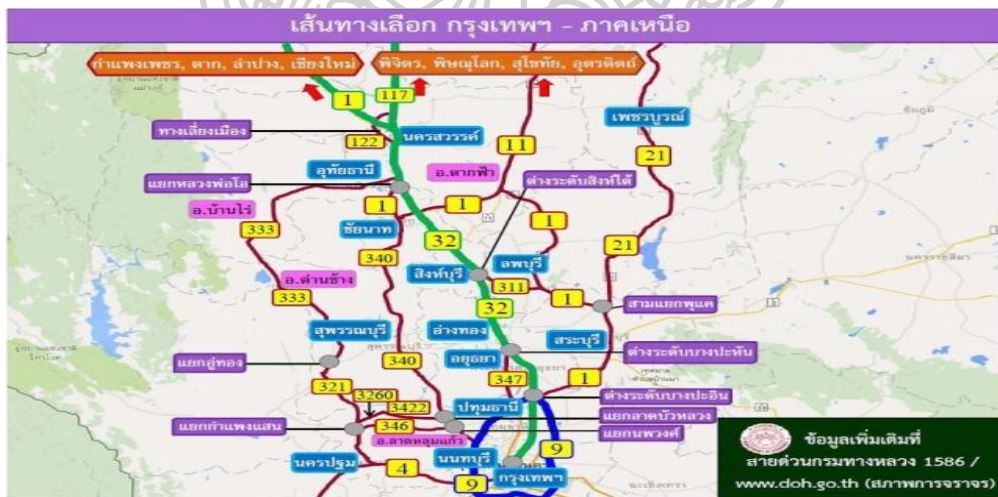 เส้นทางเลือก กรุงเทพฯ - ภาคเหนือ
กำแพงเพชร, ตาก, ลำปาง, เชียงใหม่
พิจิตร, พิษณุโลก, สุโขทัย, อุตรดิตถ์
1
117
เพชรบูรณ์
ทางเลี่ยงเมือง
122
นครสวรรค์
11
21
อุทัยธานี
อ.ตากฟ้า
ต่างระดับสิงห์ใต้
แยกหลวงพ่อโอ
1
1
1
อ.บ้านไร่
333
ชัยนาท
340
32
21
ลพบุรี
สิงห์บุรี
311
อ.ด่านช้าง
333
1
สามแยกพุแค
32
สุพรรณบุรี
อ่างทอง
สระบุรี
แยกอู่ทอง
340
อยุธยา
ต่างระดับบางปะหัน
347
1
321
3260
3422
ปทุมธานี
ต่างระดับบางปะอิน
แยกลาดบัวหลวง
แยกกำแพงแสน
346
อ.ลาดหลุมแก้ว
แยกนพวงศ์
นครปฐม
4
นนทบุรี
9
9
กรุงเทพฯ
ข้อมูลเพิ่มเติมที่
สายด่วนกรมทางหลวง 1586 /
www.doh.go.th (สภาพการจราจร)